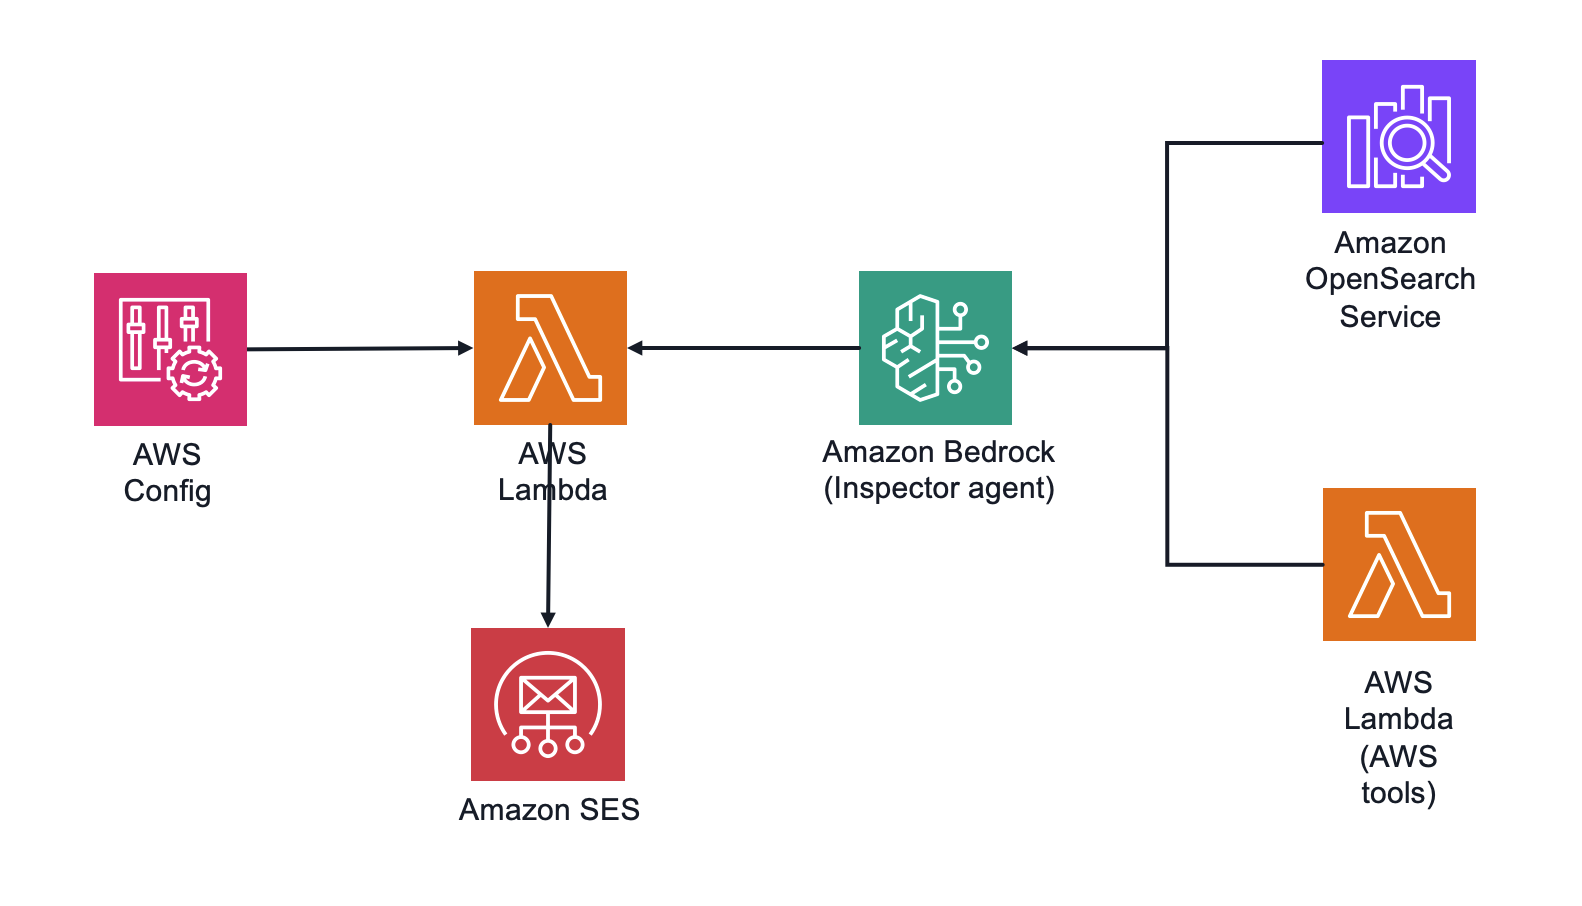 Amazon
OpenSearch
Service
AWS
Config
AWS
Lambda
Amazon Bedrock
(Inspector agent)
AWS
Lambda
(AWS
tools)
Amazon SES